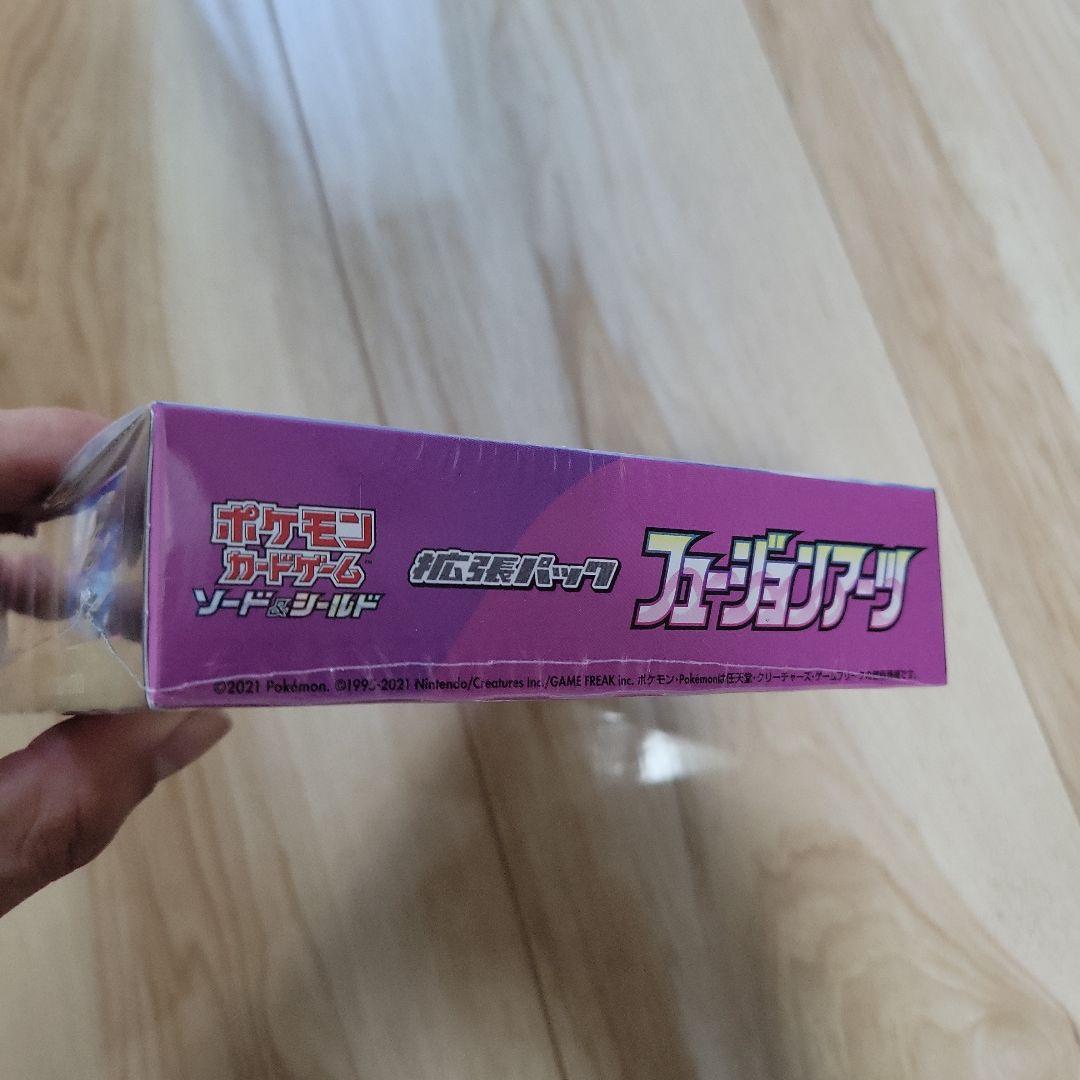 ポケモン
カードゲーム™
ソード&シールド
拡張パック
フュージョンアーツ
©2021 Pokémon. ©1995-2021 Nintendo/Creatures Inc./GAME FREAK inc. ポケモン・Pokémonは任天堂・クリーチャーズ・ゲームフリークの登録商標です。